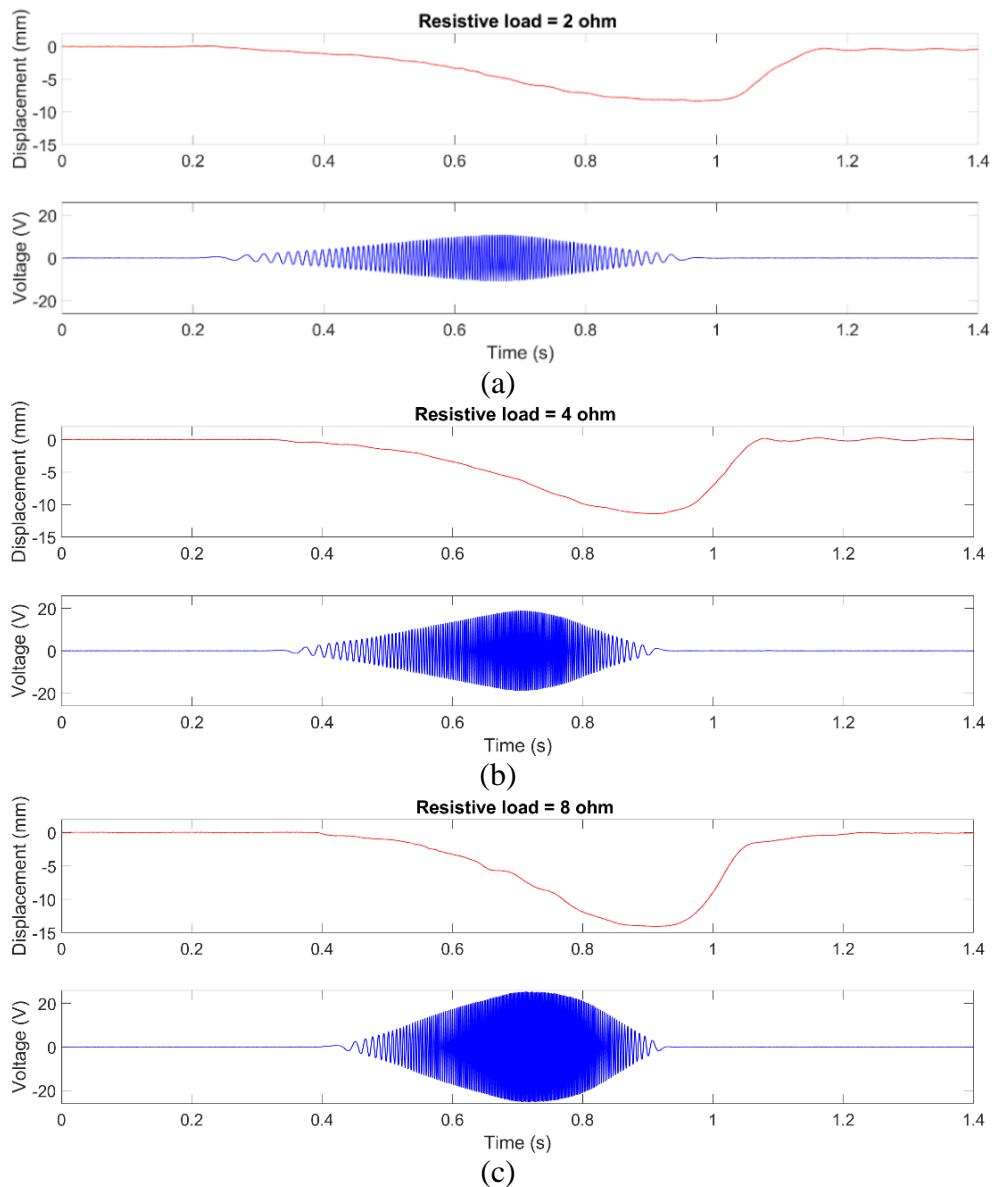 Resistive load = 2 ohm
Displacement (mm)
0
-5
-10
-15
0 0.2 0.4 0.6 0.8 1 1.2 1.4
Voltage (V)
20
0
-20
0 0.2 0.4 0.6 0.8 1 1.2 1.4
Time (s)
(a)
Resistive load = 4 ohm
Displacement (mm)
0
-5
-10
-15
0 0.2 0.4 0.6 0.8 1 1.2 1.4
Voltage (V)
20
0
-20
0 0.2 0.4 0.6 0.8 1 1.2 1.4
Time (s)
(b)
Resistive load = 8 ohm
Displacement (mm)
0
-5
-10
-15
0 0.2 0.4 0.6 0.8 1 1.2 1.4
Voltage (V)
20
0
-20
0 0.2 0.4 0.6 0.8 1 1.2 1.4
Time (s)
(c)